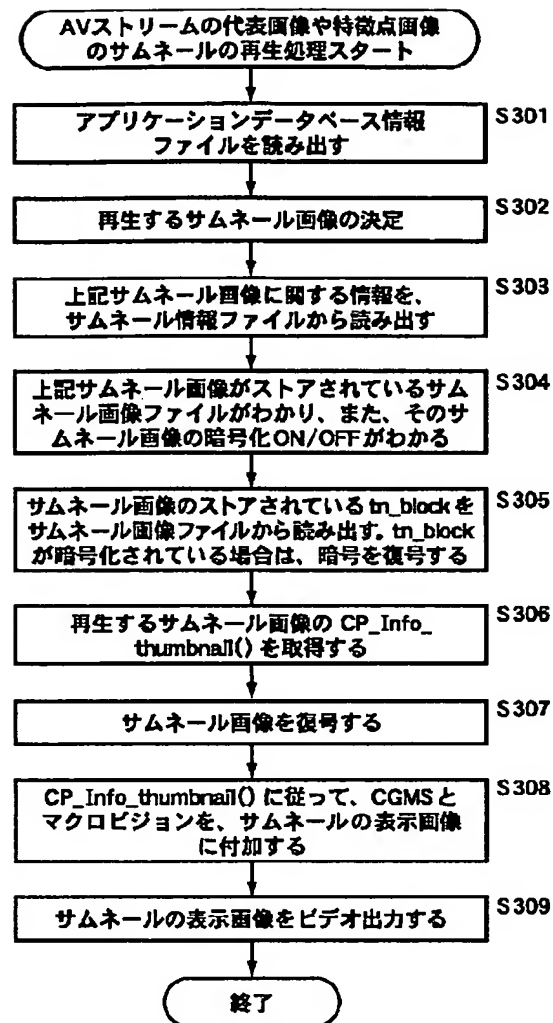 AVストリームの代表画像や特徴点画像
のサムネールの再生処理スタート
S301
アプリケーションデータベース情報
ファイルを読み出す
S302
再生するサムネール画像の決定
S303
上記サムネール画像に関する情報を、
サムネール情報ファイルから読み出す
S304
上記サムネール画像がストアされているサム
ネール画像ファイルがわかり、また、そのサ
ムネール画像の暗号化ON/OFFがわかる
S305
サムネール画像のストアされているtn_blockを
サムネール画像ファイルから読み出す。tn_block
が暗号化されている場合は、暗号を復号する
S306
再生するサムネール画像の CP_Info_
thumbnail() を取得する
S307
サムネール画像を復号する
S308
CP_Info_thumbnail() に従って、CGMSと
マクロビジョンを、サムネールの表示画像
に付加する
S309
サムネールの表示画像をビデオ出力する
終了